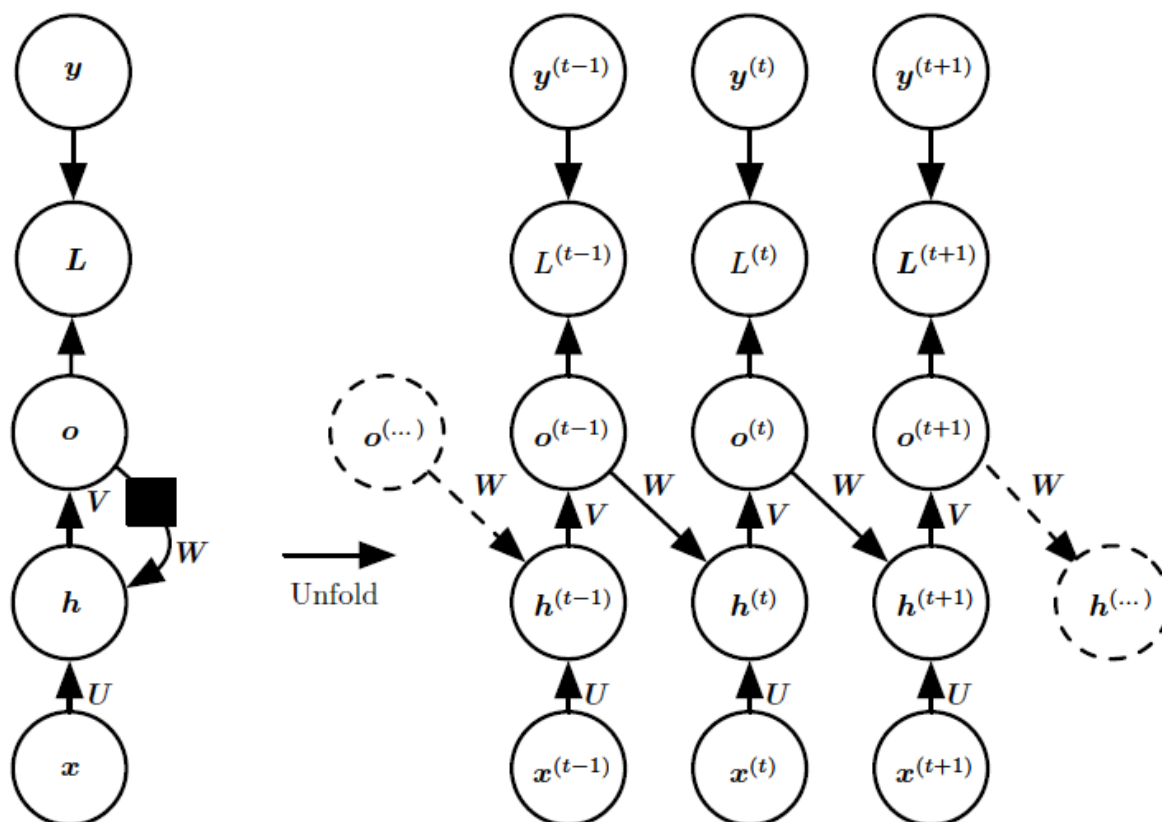 y y^{(t−1)} y^{(t)} y^{(t+1)}
L L^{(t−1)} L^{(t)} L^{(t+1)}
o o^{(...)} o^{(t−1)} o^{(t)} o^{(t+1)}
V W V W V W V W
W
Unfold
h h^{(t−1)} h^{(t)} h^{(t+1)} h^{(...)}
U U U U
x x^{(t−1)} x^{(t)} x^{(t+1)}